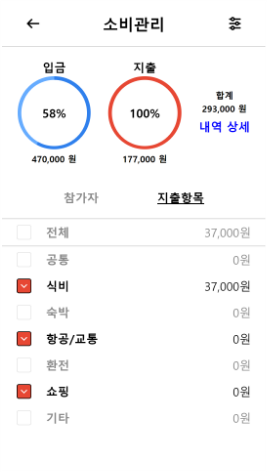 소비관리
입금 지출
58% 100%
합계
293,000 원
내역 상세
470,000 원 177,000 원
참가자 지출항목
전체 37,000원
공통 0원
식비 37,000원
숙박 0원
항공/교통 0원
환전 0원
쇼핑 0원
기타 0원